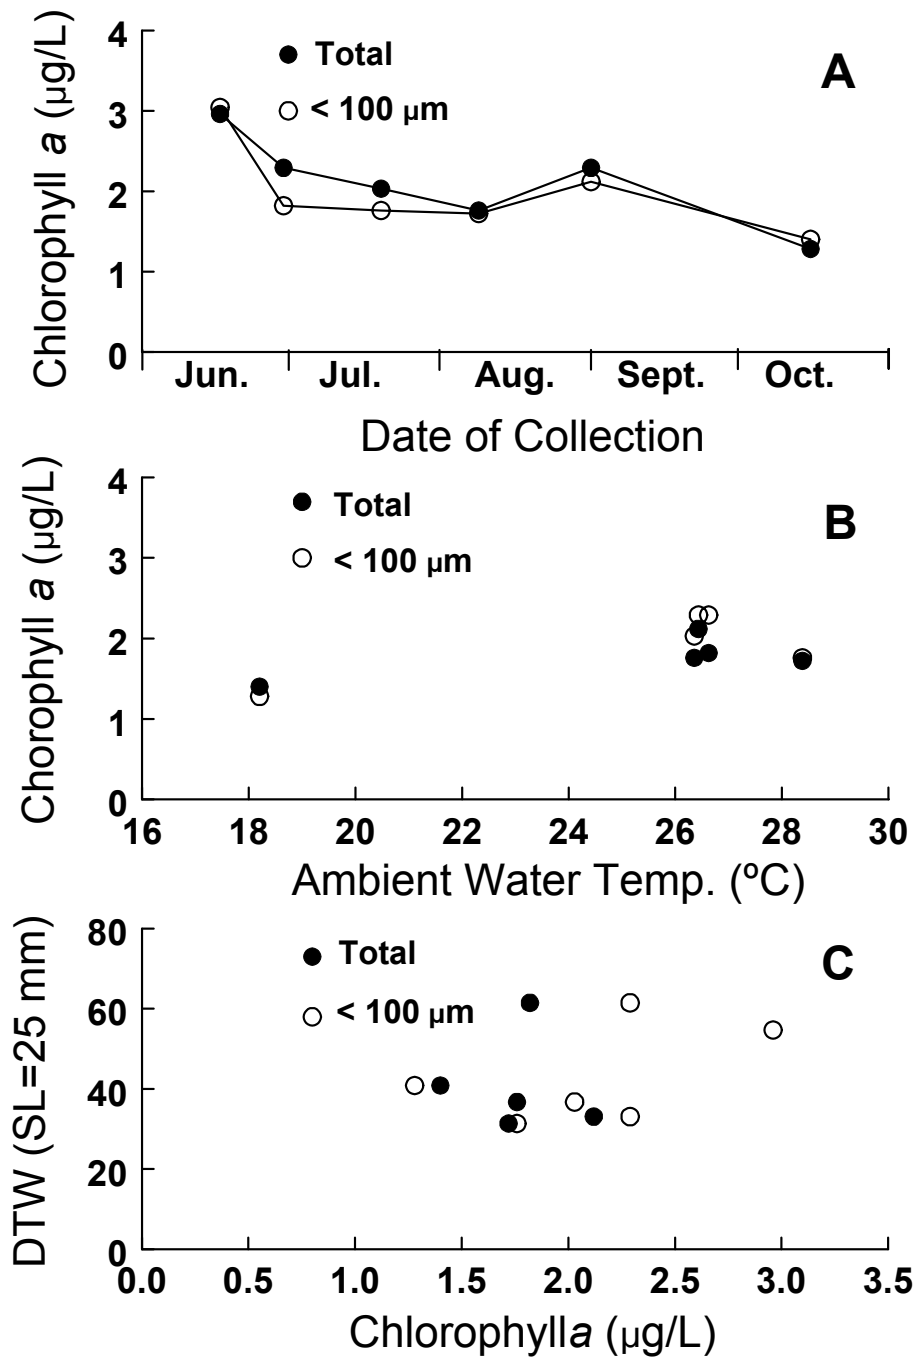 4
3
2
1
0
Chlorophyll a (µg/L)
Total
< 100 µm
A
Jun.
Jul.
Aug.
Sept.
Oct.
Date of Collection
4
3
2
1
0
Chorophyll a (µg/L)
Total
< 100 µm
B
16 18 20 22 24 26 28 30
Ambient Water Temp. (ºC)
80
60
40
20
0
DTW (SL=25 mm)
Total
< 100 µm
C
0.0 0.5 1.0 1.5 2.0 2.5 3.0 3.5
Chlorophylla (µg/L)